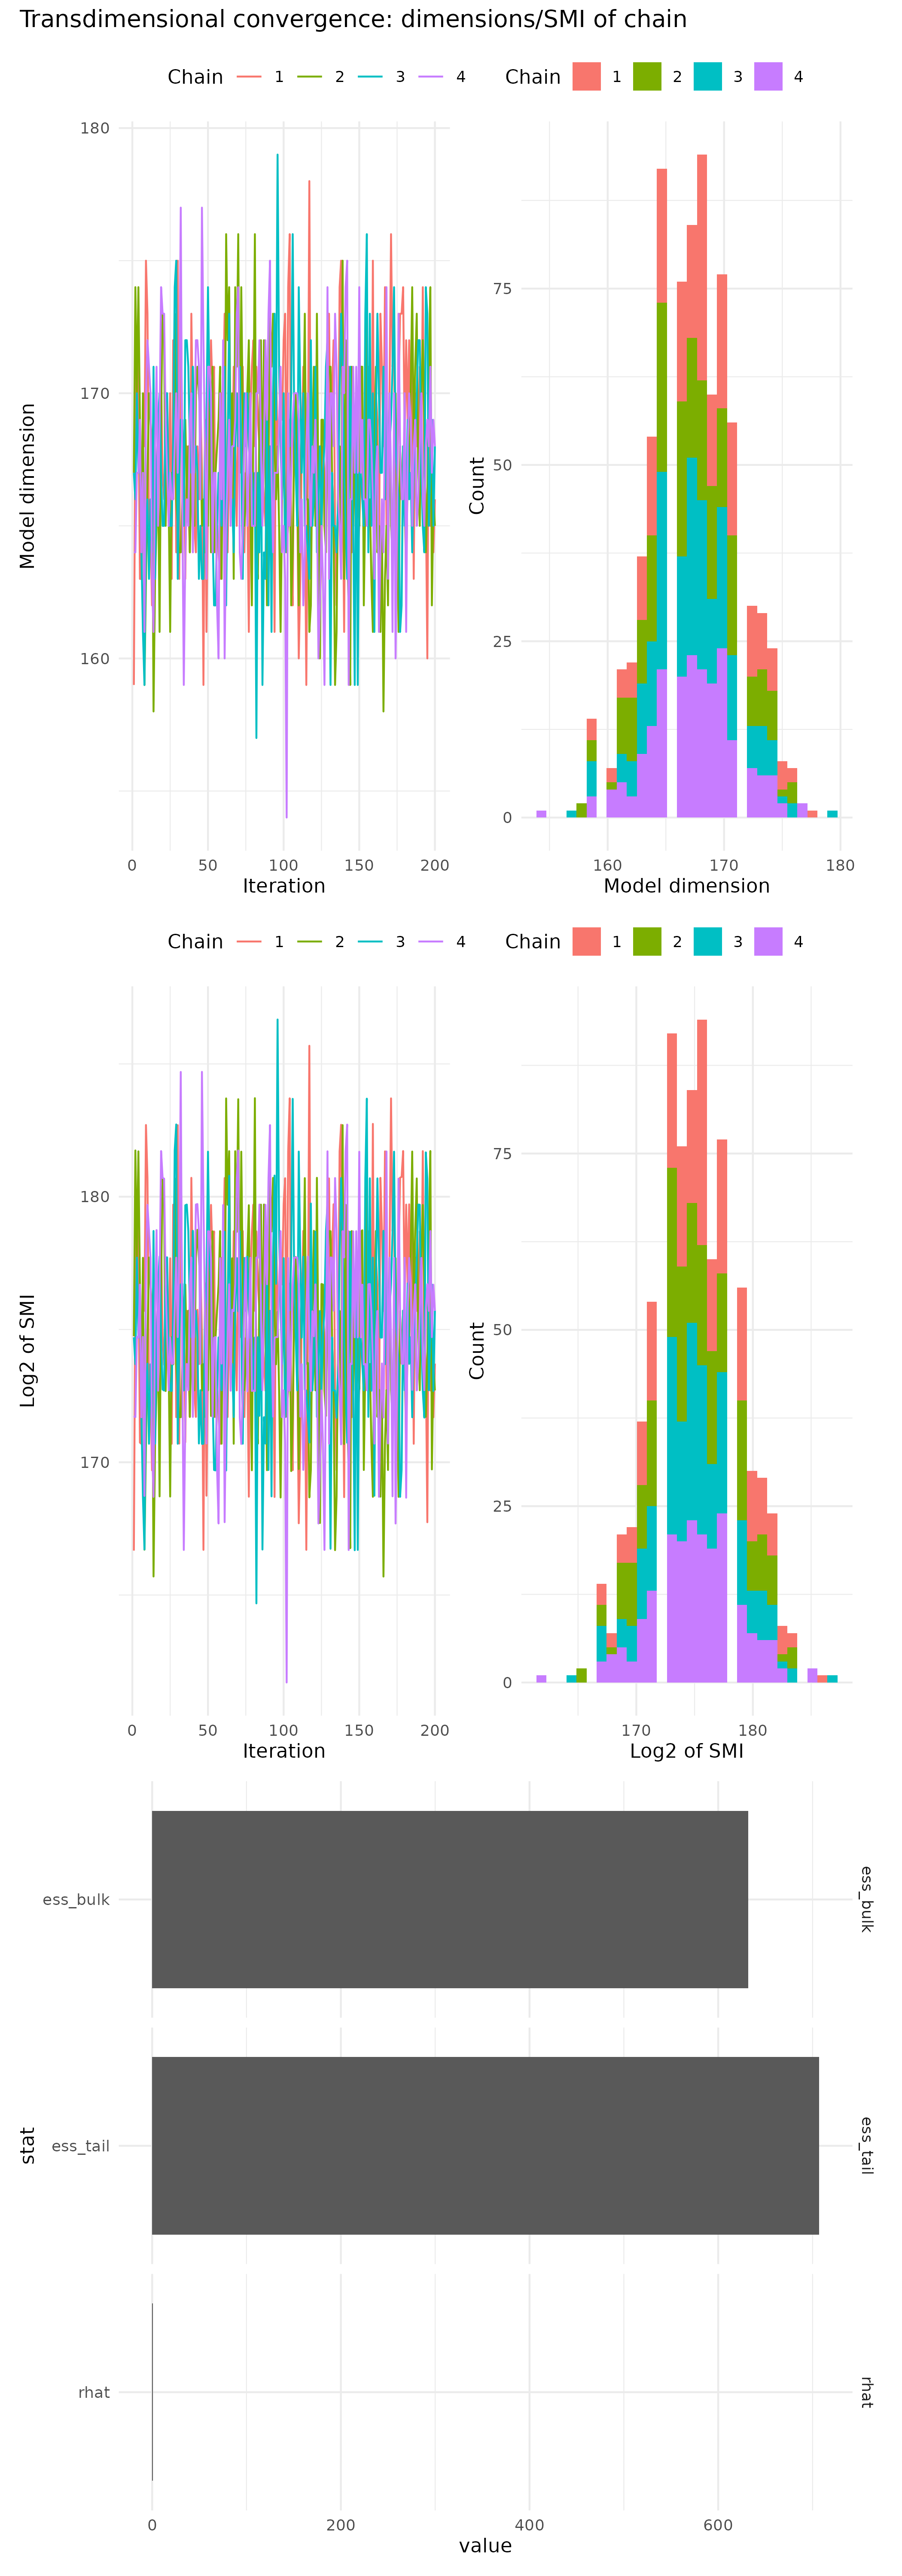 Transdimensional convergence: dimensions/SMI of chain
Chain 1 2 3 4
Chain 1 2 3 4
Model dimension
180
170
160
0 50 100 150 200
Iteration
Count
75
50
25
0
160 170 180
Model dimension
Chain 1 2 3 4
Chain 1 2 3 4
Log2 of SMI
180
170
0 50 100 150 200
Iteration
Count
75
50
25
0
170 180
Log2 of SMI
stat
ess_bulk
ess_bulk
ess_tail
ess_tail
rhat
rhat
0 200 400 600
value